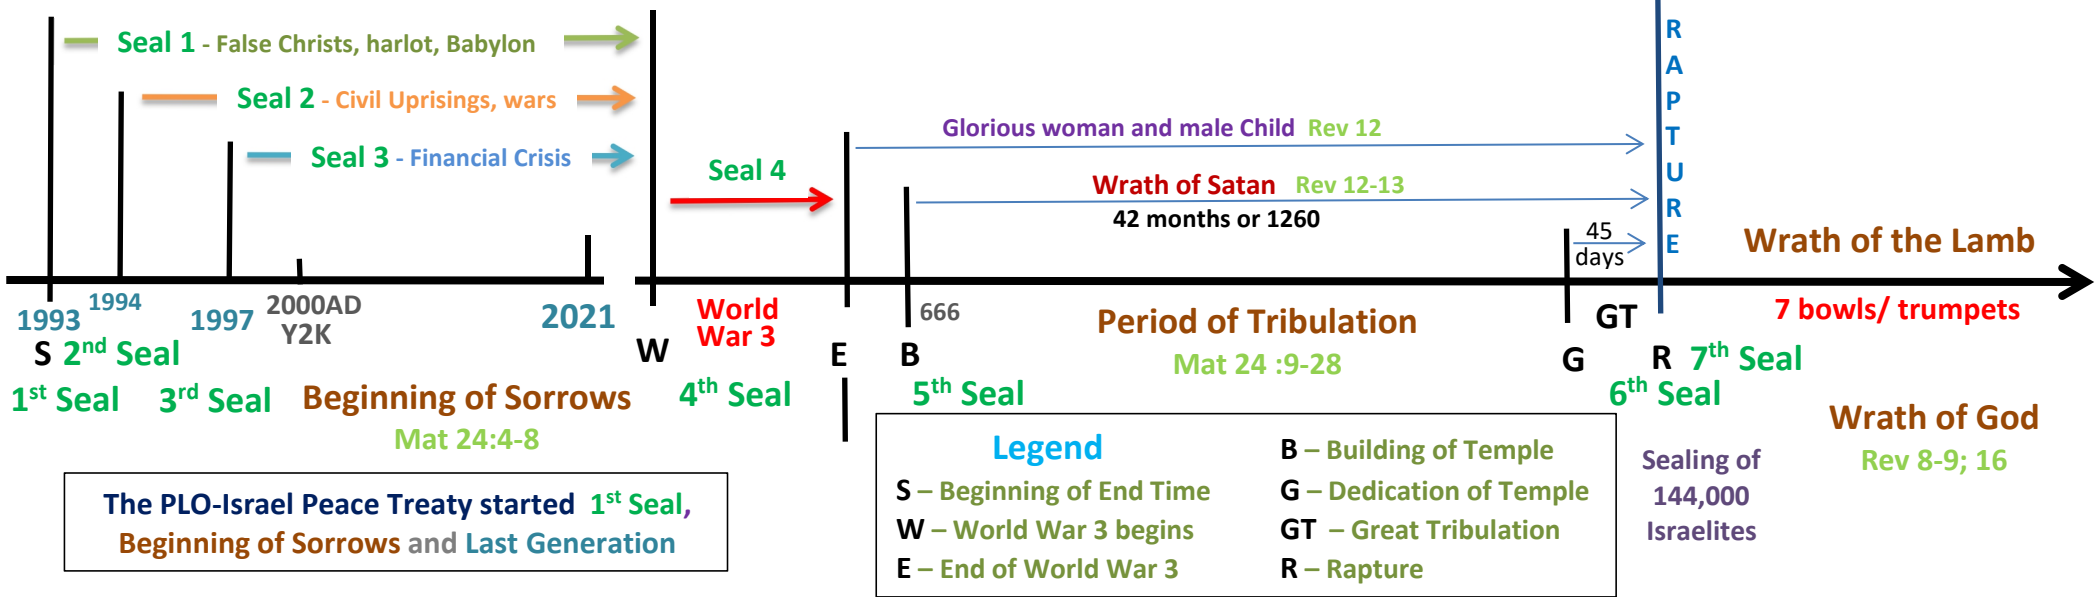 Seal 1 - False Christs, harlot, Babylon
Seal 2 - Civil Uprisings, wars
Seal 3 - Financial Crisis
Seal 4
Glorious woman and male Child Rev 12
Wrath of Satan Rev 12-13
42 months or 1260
45
days
R
A
P
T
U
R
E
Wrath of the Lamb
1993
1994
1997
2000AD
Y2K
2021
World
War 3
666
Period of Tribulation
Mat 24 :9-28
GT
7 bowls/ trumpets
S
2nd Seal
W
E
B
G
R
7th Seal
1st Seal
3rd Seal
Beginning of Sorrows
Mat 24:4-8
4th Seal
5th Seal
6th Seal
Wrath of God
Rev 8-9; 16
Sealing of
144,000
Israelites
The PLO-Israel Peace Treaty started 1st Seal,
Beginning of Sorrows and Last Generation
Legend
S – Beginning of End Time
W – World War 3 begins
E – End of World War 3
B – Building of Temple
G – Dedication of Temple
GT – Great Tribulation
R – Rapture